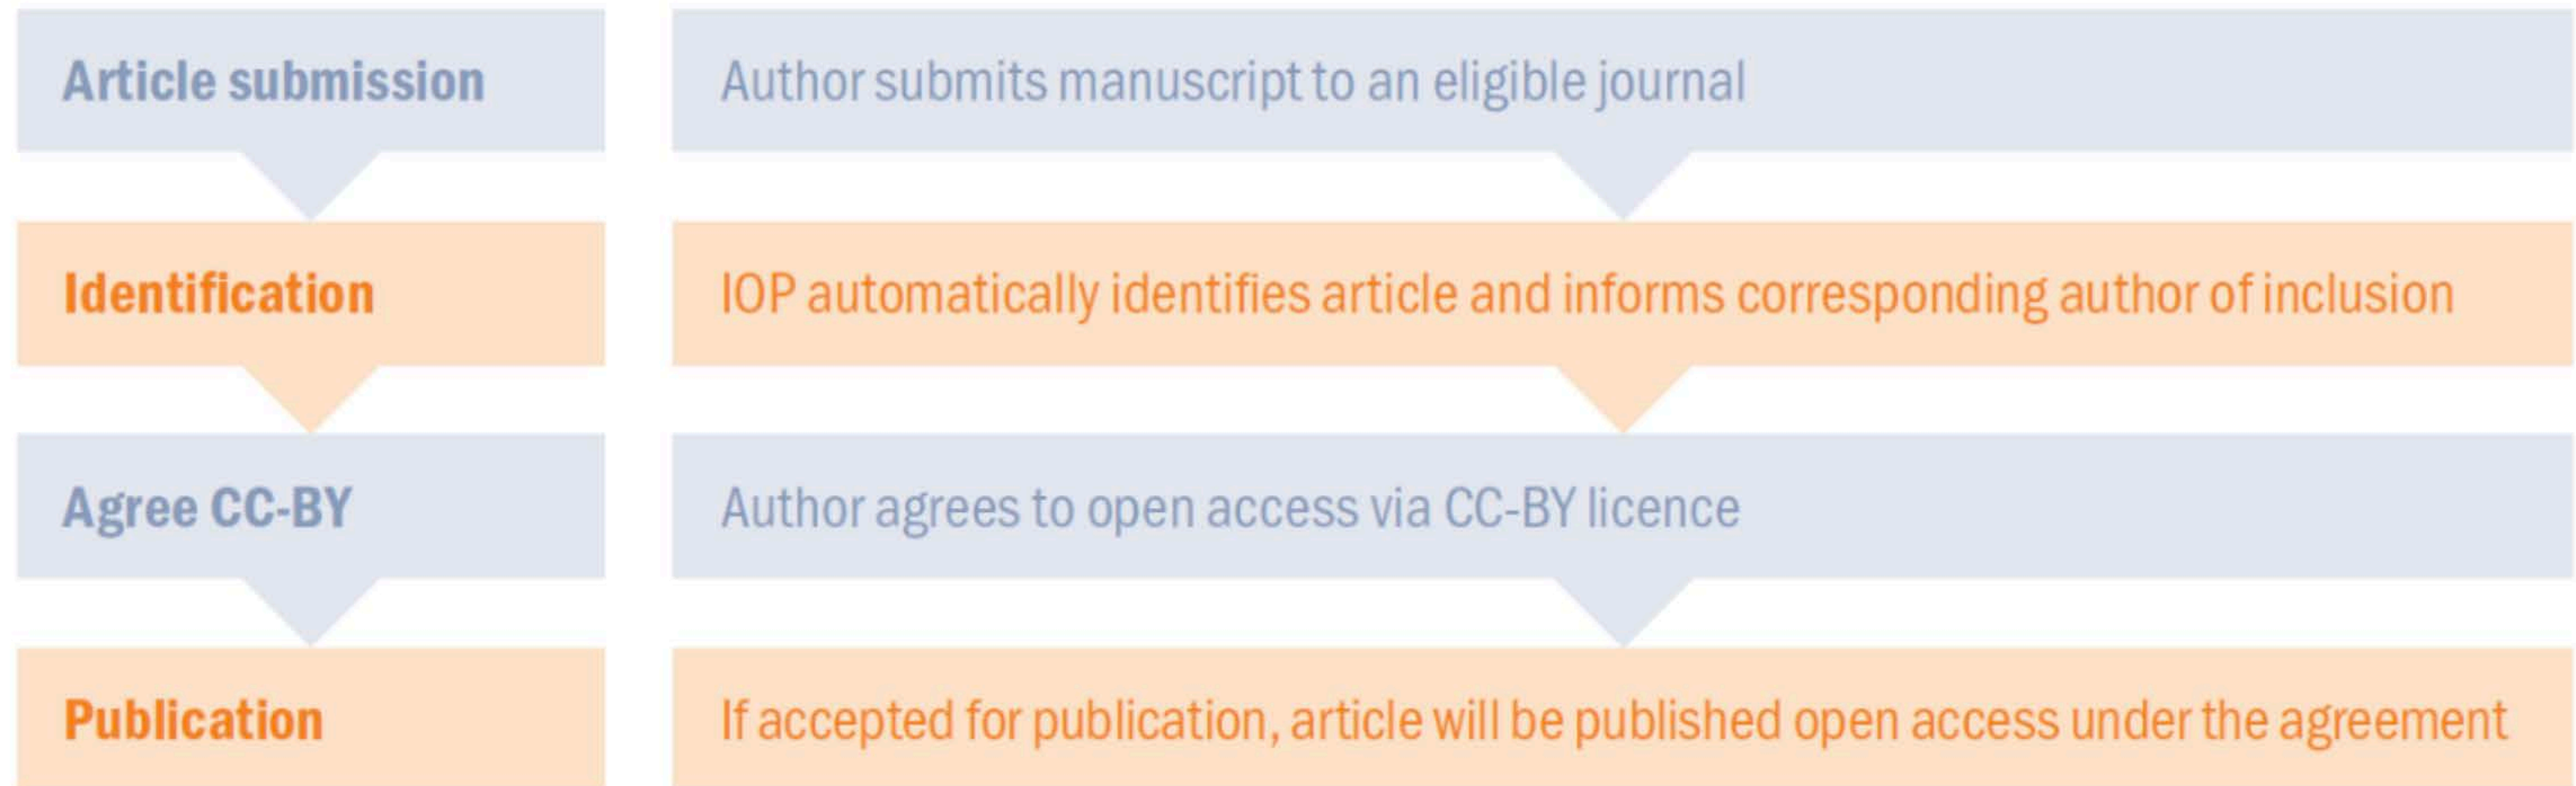 Article submission
Author submits manuscript to an eligible journal
Identification
IOP automatically identifies article and informs corresponding author of inclusion
Agree CC-BY
Author agrees to open access via CC-BY licence
Publication
If accepted for publication, article will be published open access under the agreement